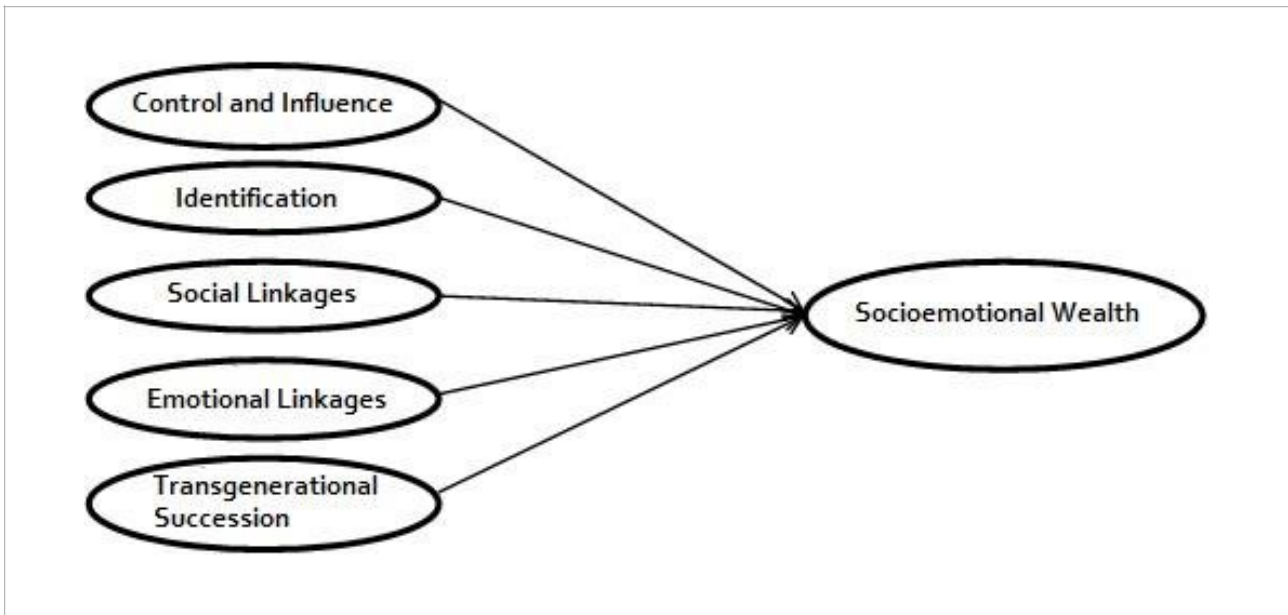 Control and Influence
Identification
Social Linkages
Emotional Linkages
Transgenerational
Succession
Socioemotional Wealth